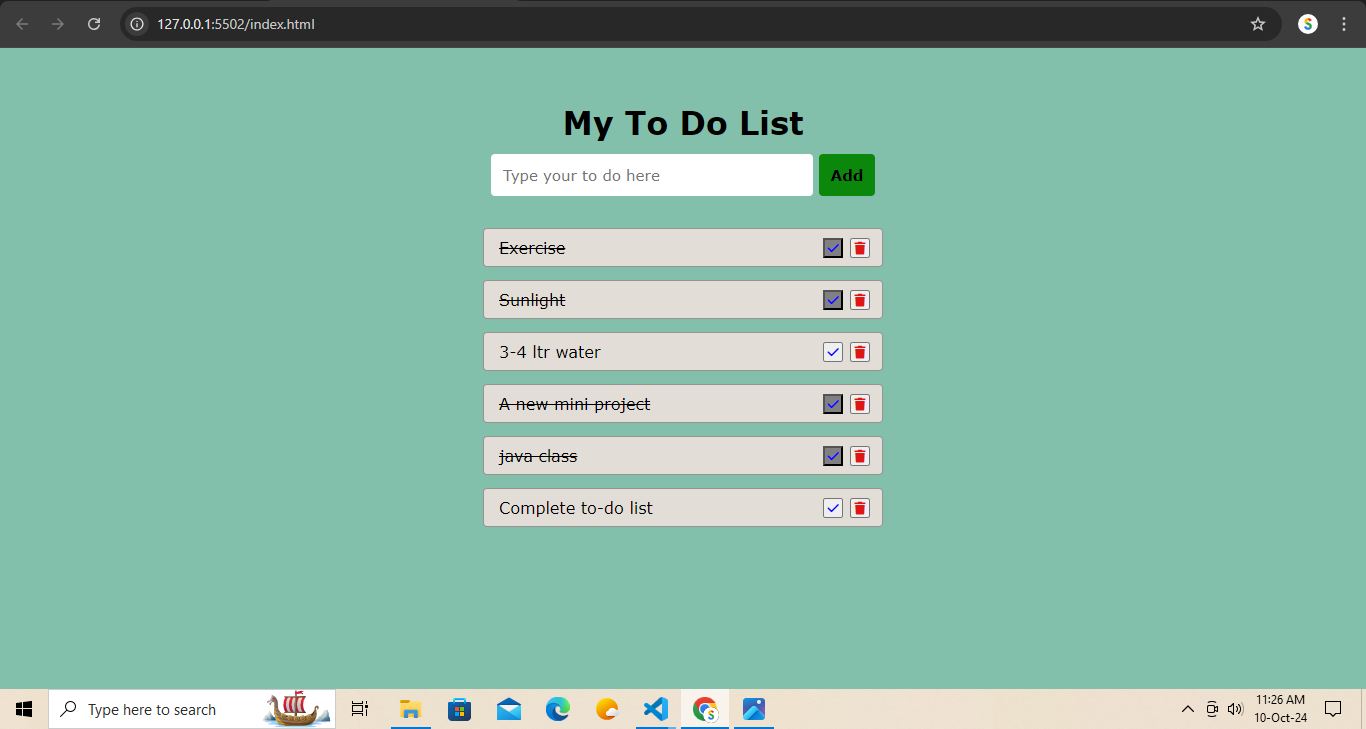 127.0.0.1:5502/index.html
My To Do List
Type your to do here
Add
Exercise
Sunlight
3-4 ltr water
A new mini project
java class
Complete to-do list
Type here to search
11:26 AM
10-Oct-24